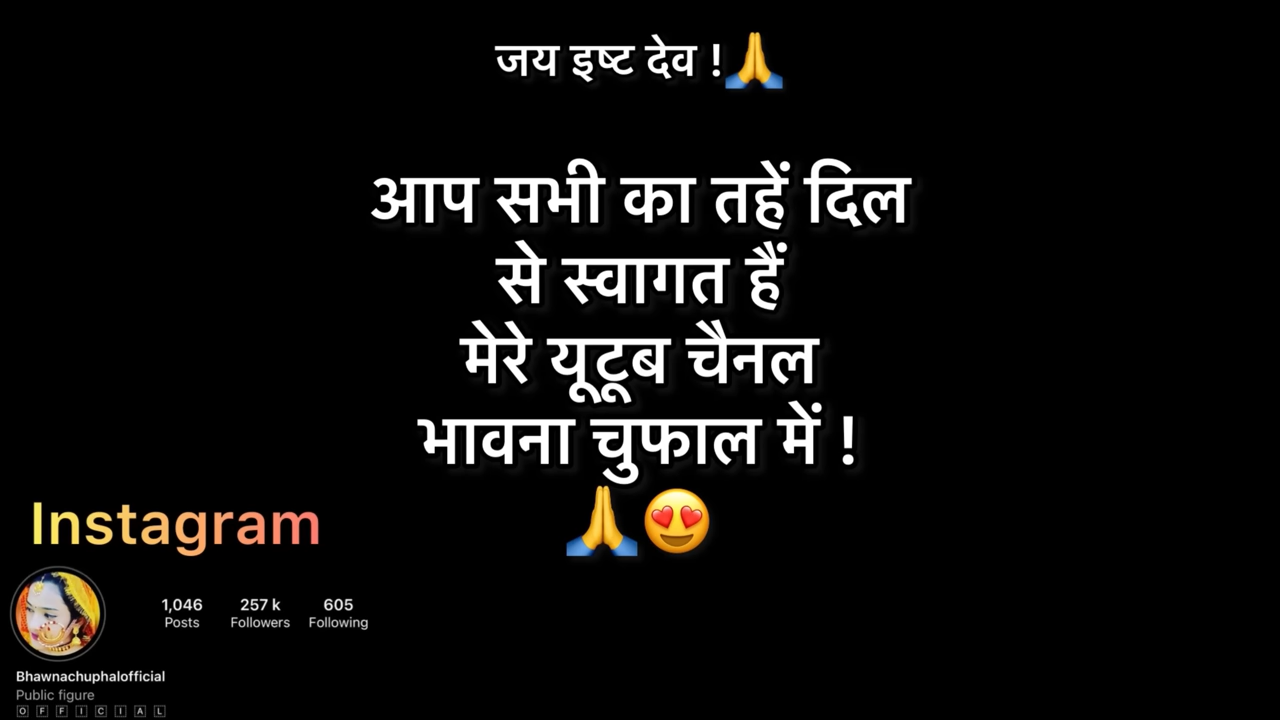 जय इष्ट देव !🙏
आप सभी का तहें दिल
से स्वागत हैं
मेरे यूटूब चैनल
भावना चुफाल में !
🙏😍
Instagram
1,046 257 k 605
Posts Followers Following
Bhawnachuphalofficial
Public figure
🄾 🄵 🄵 🄸 🄲 🄸 🄰 🄻